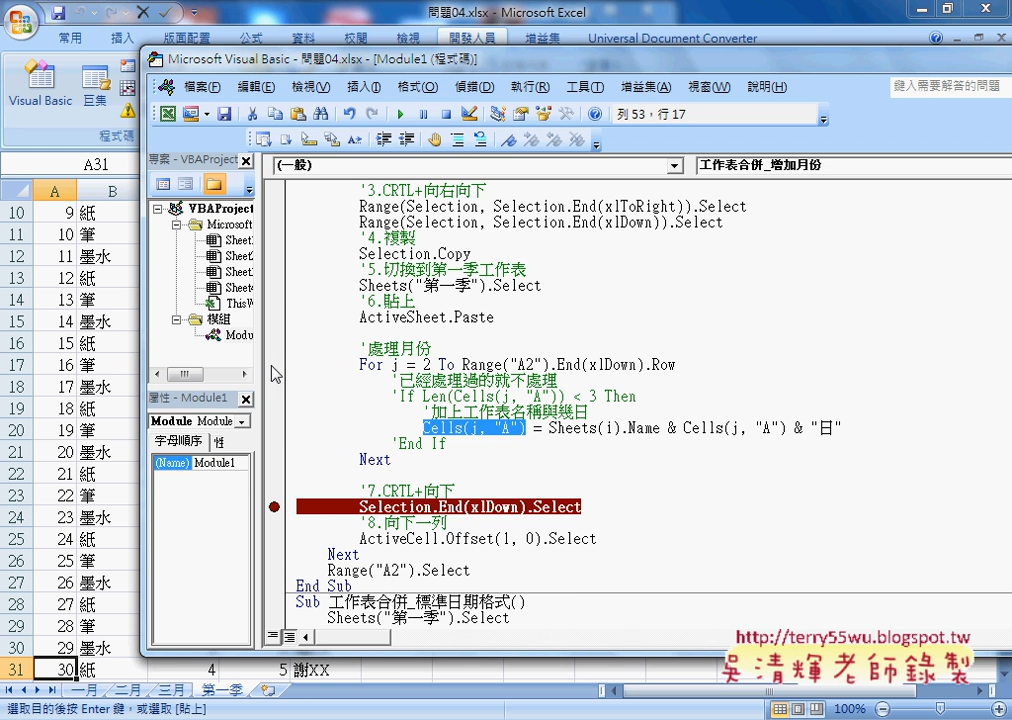 問題04.xlsx - Microsoft Excel
常用 插入 版面配置 公式 資料 校閱 檢視 開發人員 增益集 Universal Document Converter
Visual Basic 巨集
程式碼
A31
A B
10 9 紙
11 10 筆
12 11 墨水
13 12 紙
14 13 筆
15 14 墨水
16 15 紙
17 16 筆
18 17 墨水
19 18 紙
20 19 筆
21 20 墨水
22 21 紙
23 22 筆
24 23 墨水
25 24 紙
26 25 筆
27 26 墨水
28 27 紙
29 28 筆
30 29 墨水
31 30 紙 4 5 謝XX
一月 二月 三月 第一季
選取目的後按 Enter 鍵，或選取 [貼上]
100%
Microsoft Visual Basic - 問題04.xlsx - [Module1 (程式碼)]
檔案(F) 編輯(E) 檢視(V) 插入(I) 格式(O) 偵錯(D) 執行(R) 工具(T) 增益集(A) 視窗(W) 說明(H)
鍵入需要解答的問題
列 53，行 17
專案 - VBAProject
VBAProject
Microsoft
Sheet
Sheet
Sheet
Sheet
ThisW
模組
Modu
屬性 - Module1
Module Module
字母順序 性
(Name) Module1
(一般) 工作表合併_增加月份
'3.CRTL+向右向下
Range(Selection, Selection.End(xlToRight)).Select
Range(Selection, Selection.End(xlDown)).Select
'4.複製
Selection.Copy
'5.切換到第一季工作表
Sheets("第一季").Select
'6.貼上
ActiveSheet.Paste
'處理月份
For j = 2 To Range("A2").End(xlDown).Row
'已經處理過的就不處理
'If Len(Cells(j, "A")) < 3 Then
'加上工作表名稱與幾日
Cells(j, "A") = Sheets(i).Name & Cells(j, "A") & "日"
'End If
Next
'7.CRTL+向下
Selection.End(xlDown).Select
'8.向下一列
ActiveCell.Offset(1, 0).Select
Next
Range("A2").Select
End Sub
Sub 工作表合併_標準日期格式()
Sheets("第一季").Select
http://terry55wu.blogspot.tw
吳清輝老師錄製